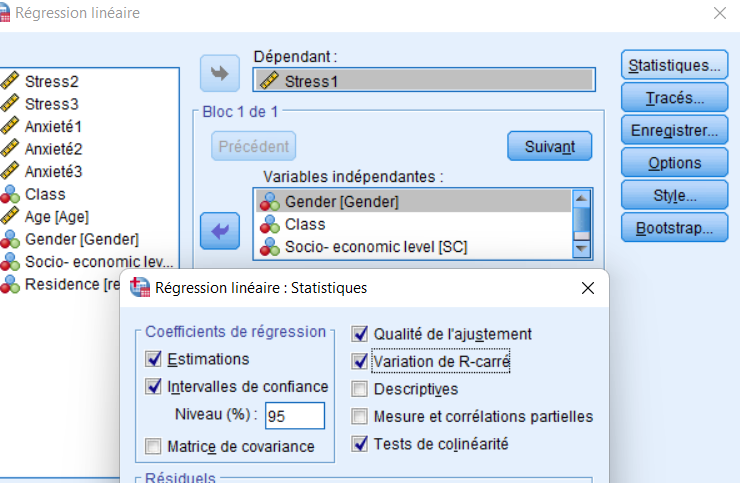 Régression linéaire
Stress2
Stress3
Anxieté1
Anxieté2
Anxieté3
Class
Age [Age]
Gender [Gender]
Socio- economic lev...
Residence [re
Dépendant :
Stress1
Bloc 1 de 1
Précédent
Suivant
Variables indépendantes :
Gender [Gender]
Class
Socio- economic level [SC]
Statistiques...
Tracés...
Enregistrer...
Options
Style...
Bootstrap...
Régression linéaire : Statistiques
Coefficients de régression
Estimations
Intervalles de confiance
Niveau (%) : 95
Matrice de covariance
Qualité de l'ajustement
Variation de R-carré
Descriptives
Mesure et corrélations partielles
Tests de colinéarité
Résiduels